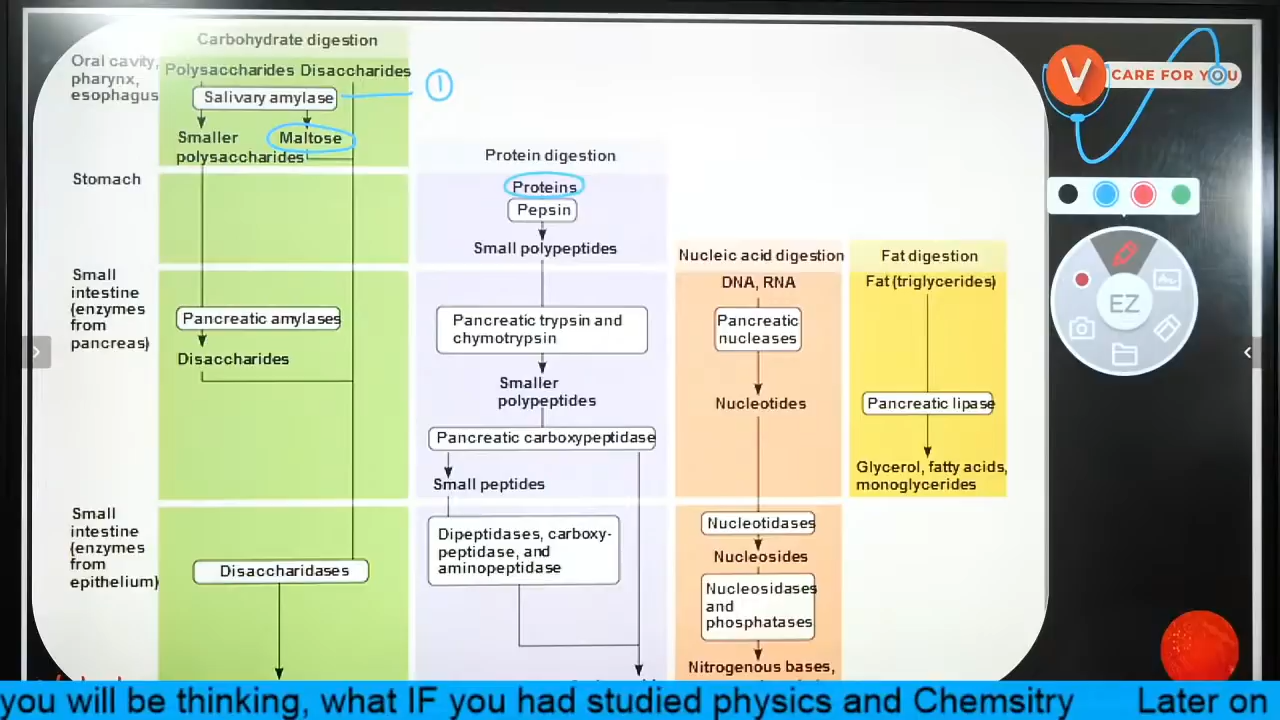 Carbohydrate digestion
Oral cavity,
pharynx,
esophagus
Polysaccharides Disaccharides
Salivary amylase
1
Smaller
polysaccharides
Maltose
CARE FOR YOU
Protein digestion
Stomach
Proteins
Pepsin
Small polypeptides
Nucleic acid digestion
Fat digestion
Small
intestine
(enzymes
from
pancreas)
DNA, RNA
Fat (triglycerides)
EZ
Pancreatic amylases
Disaccharides
Pancreatic trypsin and
chymotrypsin
Smaller
polypeptides
Pancreatic carboxypeptidase
Small peptides
Pancreatic
nucleases
Nucleotides
Pancreatic lipase
Glycerol, fatty acids,
monoglycerides
Small
intestine
(enzymes
from
epithelium)
Disaccharidases
Dipeptidases, carboxy-
peptidase, and
aminopeptidase
Nucleotidases
Nucleosides
Nucleosidases
and
phosphatases
Nitrogenous bases,
you will be thinking, what IF you had studied physics and Chemsitry Later on